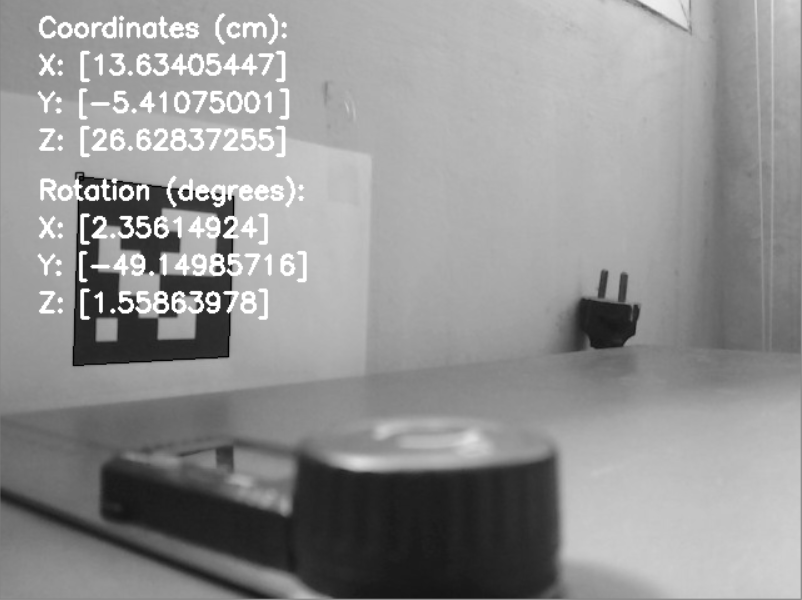 Coordinates (cm):
X: [13.63405447]
Y: [-5.41075001]
Z: [26.62837255]
Rotation (degrees):
X: [2.35614924]
Y: [-49.14985716]
Z: [1.55863978]